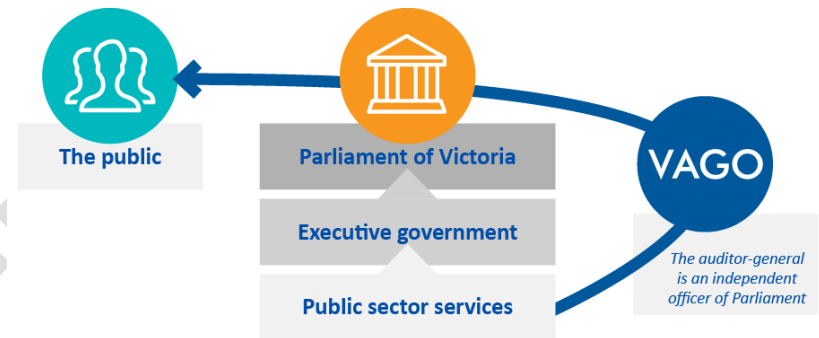 The public
Parliament of Victoria
VAGO
Executive government
The auditor-general
is an independent
officer of Parliament
Public sector services